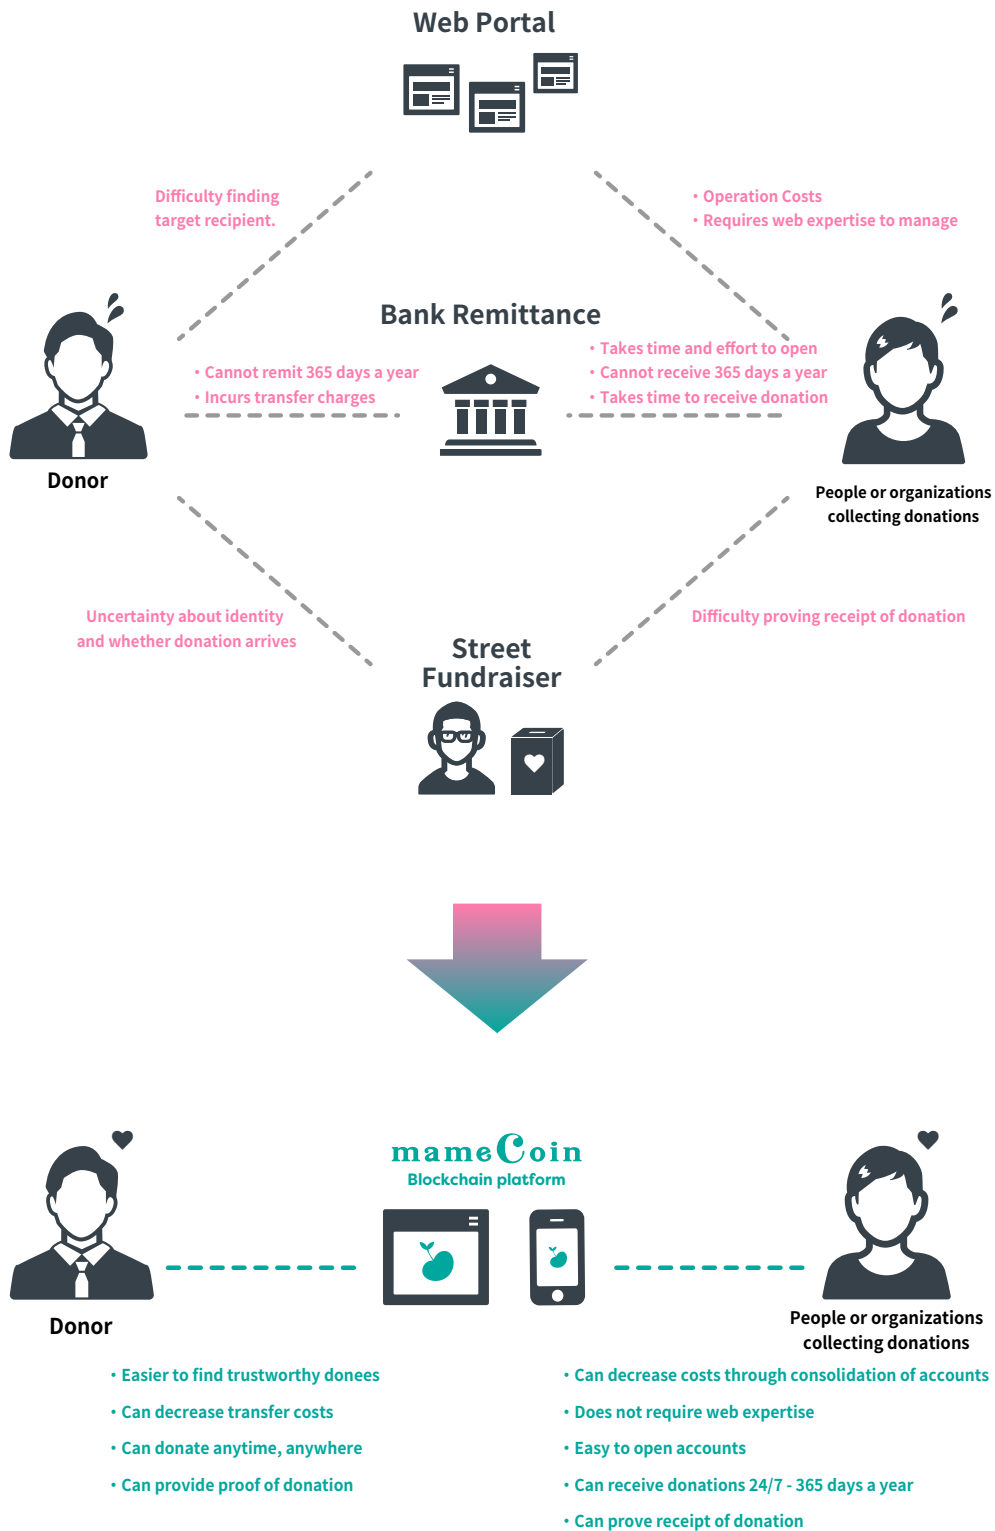 Web Portal
Difficulty finding
target recipient.
・Operation Costs
・Requires web expertise to manage
Bank Remittance
・Cannot remit 365 days a year
・Incurs transfer charges
・Takes time and effort to open
・Cannot receive 365 days a year
・Takes time to receive donation
Donor
People or organizations
collecting donations
Uncertainty about identity
and whether donation arrives
Difficulty proving receipt of donation
Street
Fundraiser
mameCoin
Blockchain platform
Donor
People or organizations
collecting donations
・Easier to find trustworthy donees
・Can decrease transfer costs
・Can donate anytime, anywhere
・Can provide proof of donation
・Can decrease costs through consolidation of accounts
・Does not require web expertise
・Easy to open accounts
・Can receive donations 24/7 - 365 days a year
・Can prove receipt of donation